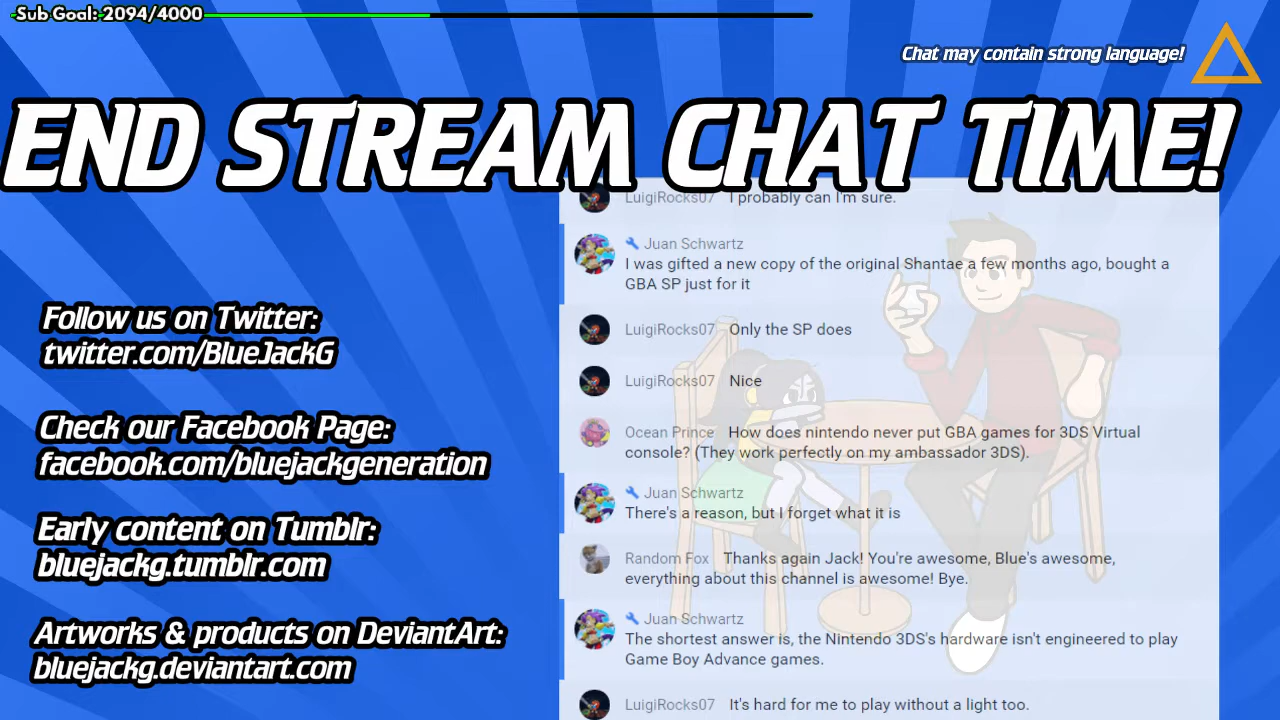 Sub Goal: 2094/4000
Chat may contain strong language!
END STREAM CHAT TIME!
LuigiRocks07 I probably can I'm sure.
Juan Schwartz
I was gifted a new copy of the original Shantae a few months ago, bought a
GBA SP just for it
LuigiRocks07 Only the SP does
LuigiRocks07 Nice
Ocean Prince How does nintendo never put GBA games for 3DS Virtual
console? (They work perfectly on my ambassador 3DS).
Juan Schwartz
There's a reason, but I forget what it is
Random Fox Thanks again Jack! You're awesome, Blue's awesome,
everything about this channel is awesome! Bye.
Juan Schwartz
The shortest answer is, the Nintendo 3DS's hardware isn't engineered to play
Game Boy Advance games.
LuigiRocks07 It's hard for me to play without a light too.
Follow us on Twitter:
twitter.com/BlueJackG
Check our Facebook Page:
facebook.com/bluejackgeneration
Early content on Tumblr:
bluejackg.tumblr.com
Artworks & products on DeviantArt:
bluejackg.deviantart.com